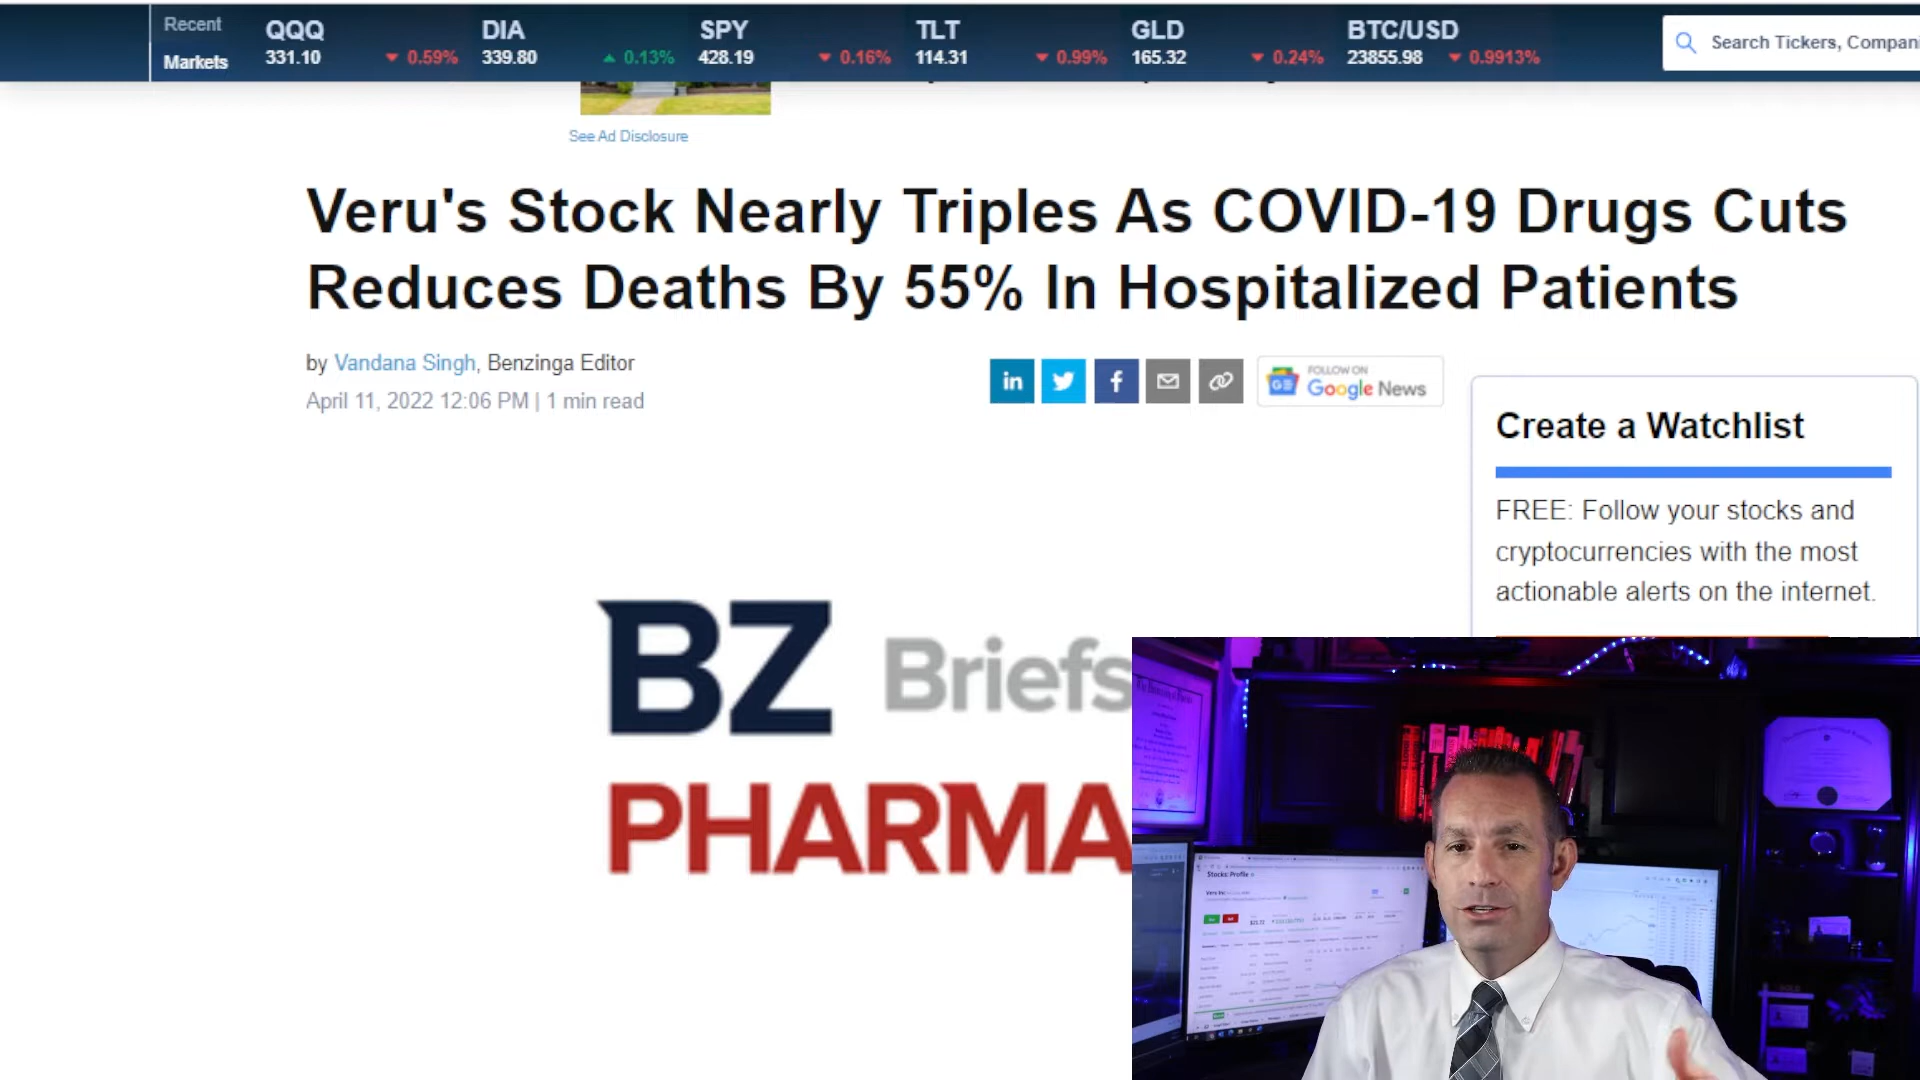 Recent
Markets
QQQ
331.10 0.59%
DIA
339.80 0.13%
SPY
428.19 0.16%
TLT
114.31 0.99%
GLD
165.32 0.24%
BTC/USD
23855.98 0.9913%
Search Tickers, Compani
See Ad Disclosure
Veru's Stock Nearly Triples As COVID-19 Drugs Cuts
Reduces Deaths By 55% In Hospitalized Patients
by Vandana Singh, Benzinga Editor
April 11, 2022 12:06 PM | 1 min read
in
f
FOLLOW ON
Google News
Create a Watchlist
FREE: Follow your stocks and
cryptocurrencies with the most
actionable alerts on the internet.
BZ Briefs
PHARMA
Stocks: Profile